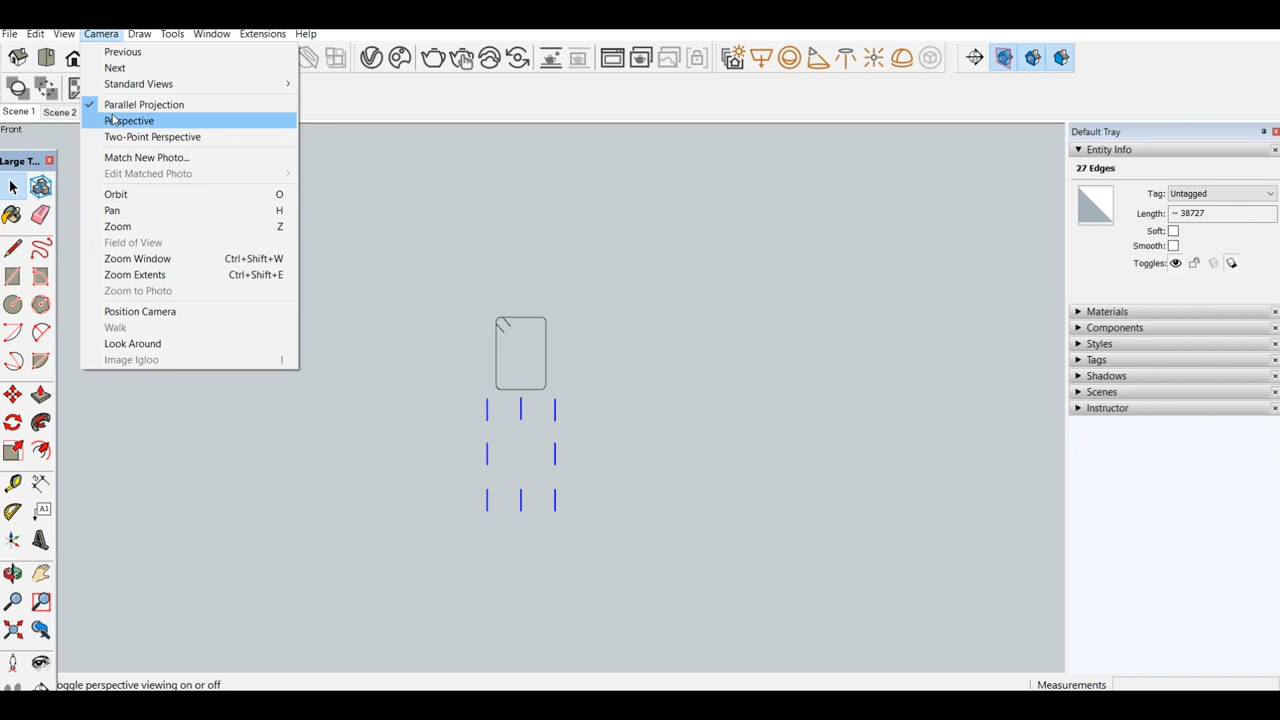 File Edit View Camera Draw Tools Window Extensions Help
Previous
Next
Standard Views
Parallel Projection
Perspective
Two-Point Perspective
Match New Photo...
Edit Matched Photo
Orbit O
Pan H
Zoom Z
Field of View
Zoom Window Ctrl+Shift+W
Zoom Extents Ctrl+Shift+E
Zoom to Photo
Position Camera
Walk
Look Around
Image Igloo I
Scene 1 Scene 2
Front
Large T...
A1
Default Tray
Entity Info
27 Edges
Tag: Untagged
Length: ~ 38727
Soft:
Smooth:
Toggles:
Materials
Components
Styles
Tags
Shadows
Scenes
Instructor
oggle perspective viewing on or off
Measurements